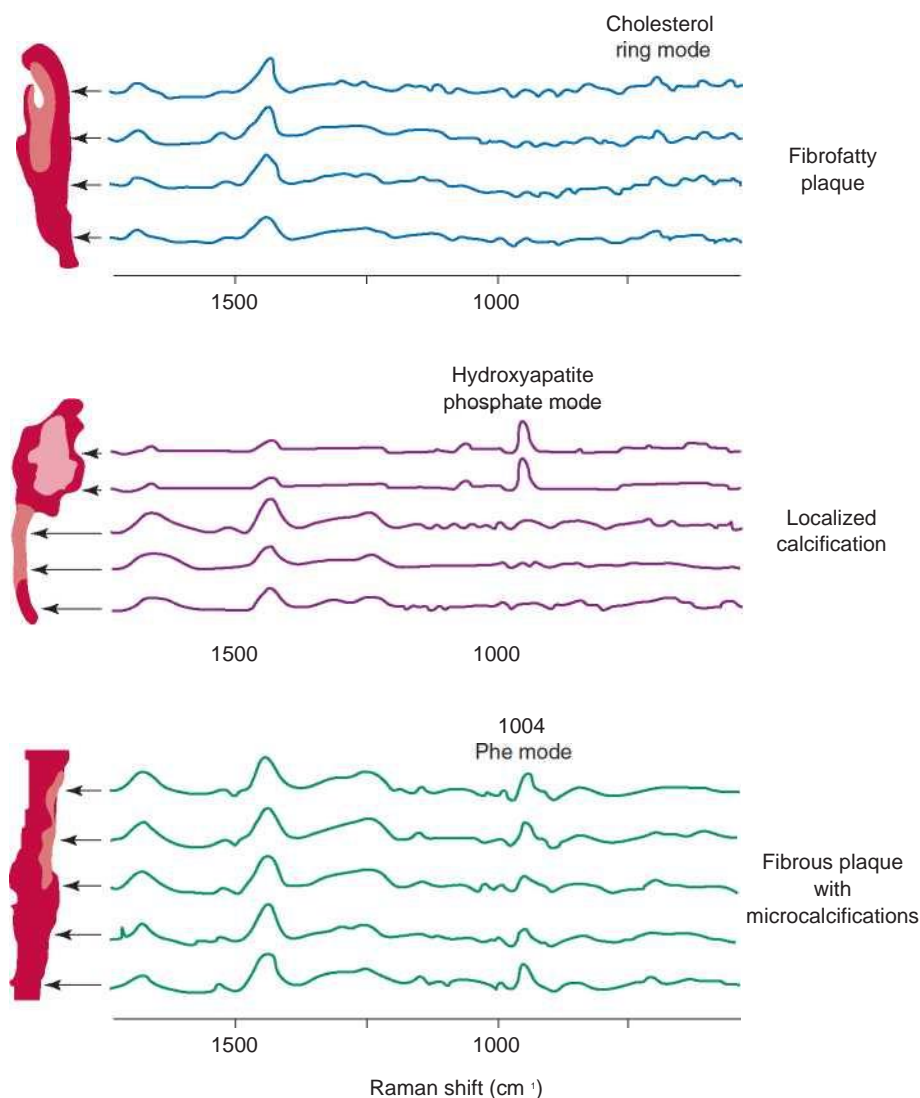 Cholesterol
ring mode
Fibrofatty
plaque
1500 1000
Hydroxyapatite
phosphate mode
Localized
calcification
1500 1000
1004
Phe mode
Fibrous plaque
with
microcalcifications
1500 1000
Raman shift (cm ¹)